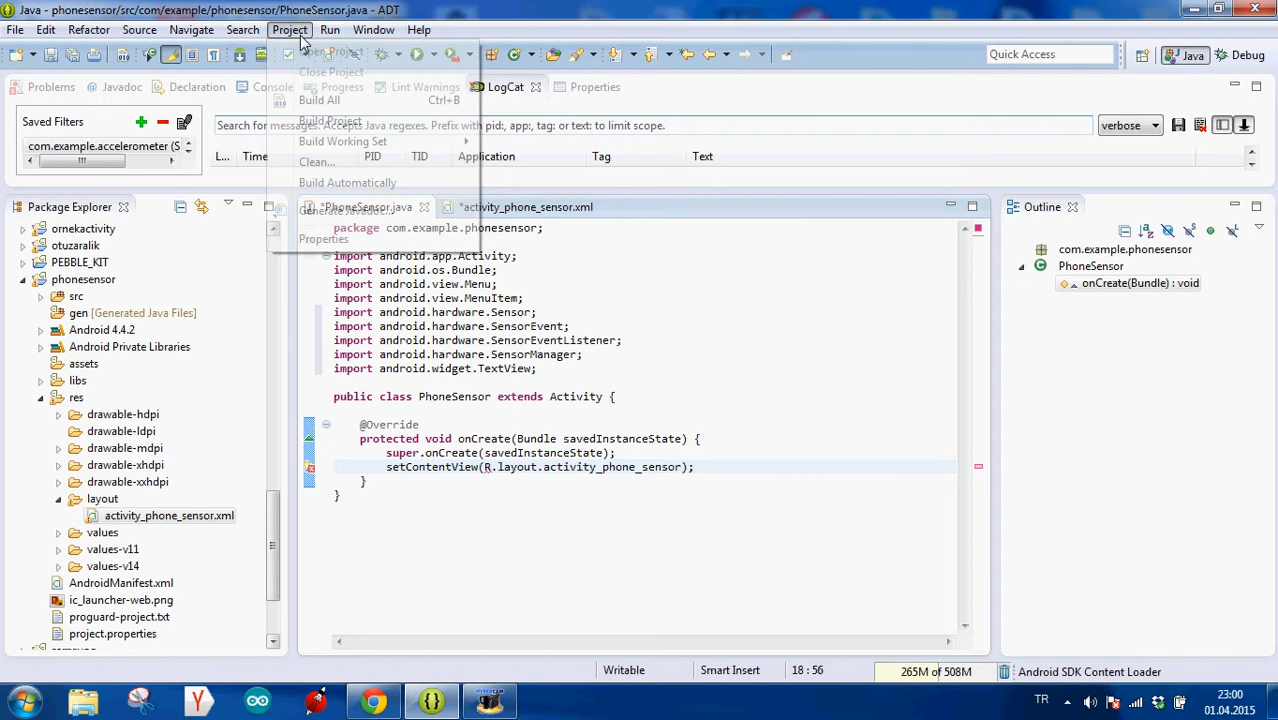 Java - phonesensor/src/com/example/phonesensor/PhoneSensor.java - ADT
File Edit Refactor Source Navigate Search Project Run Window Help
Open Project
Quick Access
Java
Debug
Close Project
Problems
Javadoc
Declaration
Console
Progress
Lint Warnings
LogCat
Properties
Build All Ctrl+B
Saved Filters
Build Project
Search for messages. Accepts Java regexes. Prefix with pid:, app:, tag: or text: to limit scope.
verbose
Build Working Set
com.example.accelerometer (S
L... Time PID TID Application Tag Text
Clean...
Build Automatically
Generate Javadoc...
Properties
Package Explorer
*PhoneSensor.java
*activity_phone_sensor.xml
Outline
ornekactivity
otuzaralik
PEBBLE_KIT
phonesensor
src
gen [Generated Java Files]
Android 4.4.2
Android Private Libraries
assets
libs
res
drawable-hdpi
drawable-ldpi
drawable-mdpi
drawable-xhdpi
drawable-xxhdpi
layout
activity_phone_sensor.xml
values
values-v11
values-v14
AndroidManifest.xml
ic_launcher-web.png
proguard-project.txt
project.properties
package com.example.phonesensor;
import android.app.Activity;
import android.os.Bundle;
import android.view.Menu;
import android.view.MenuItem;
import android.hardware.Sensor;
import android.hardware.SensorEvent;
import android.hardware.SensorEventListener;
import android.hardware.SensorManager;
import android.widget.TextView;
public class PhoneSensor extends Activity {
@Override
protected void onCreate(Bundle savedInstanceState) {
super.onCreate(savedInstanceState);
setContentView(R.layout.activity_phone_sensor);
}
}
com.example.phonesensor
PhoneSensor
onCreate(Bundle) : void
Writable
Smart Insert
18 : 56
265M of 508M
Android SDK Content Loader
TR
23:00
01.04.2015